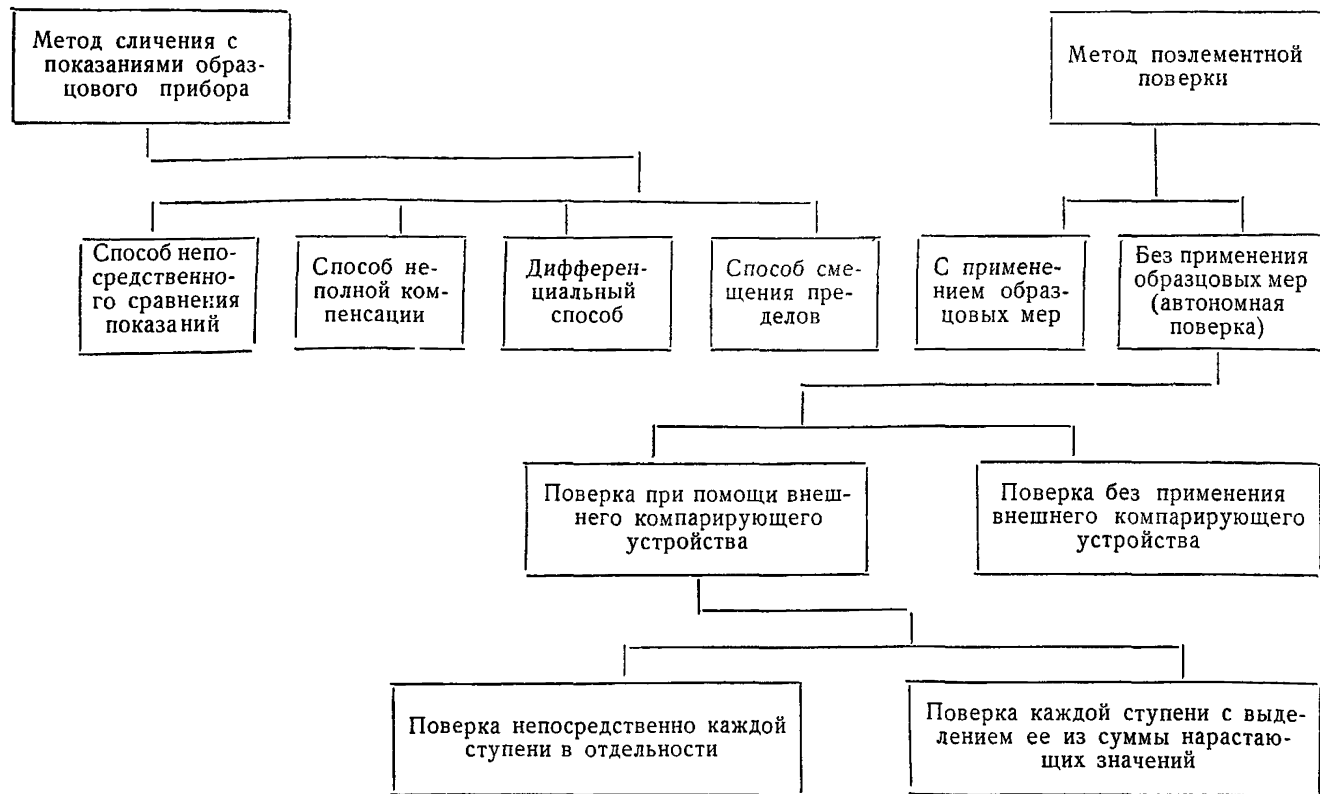 Метод сличения с
показаниями образ-
цового прибора
Метод поэлементной
поверки
Способ непо-
средственно-
го сравнения
показаний
Способ не-
полной ком-
пенсации
Дифферен-
циальный
способ
Способ сме-
щения пре-
делов
С примене-
нием образ-
цовых мер
Без применения
образцовых мер
(автономная
поверка)
Поверка при помощи внеш-
него компарирующего
устройства
Поверка без применения
внешнего компарирующего
устройства
Поверка непосредственно каждой
ступени в отдельности
Поверка каждой ступени с выде-
лением ее из суммы нарастаю-
щих значений